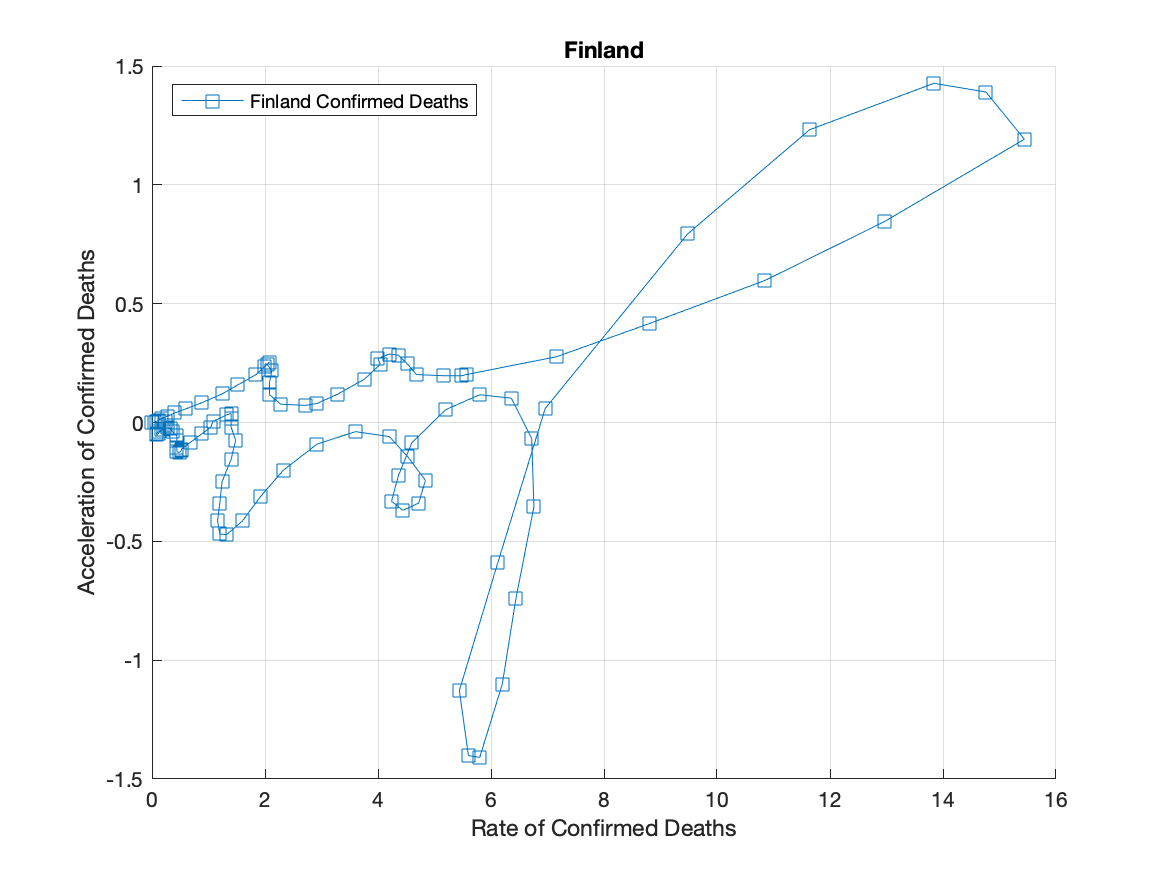 Finland
Finland Confirmed Deaths
1.5
1
0.5
0
-0.5
-1
-1.5
Acceleration of Confirmed Deaths
0 2 4 6 8 10 12 14 16
Rate of Confirmed Deaths